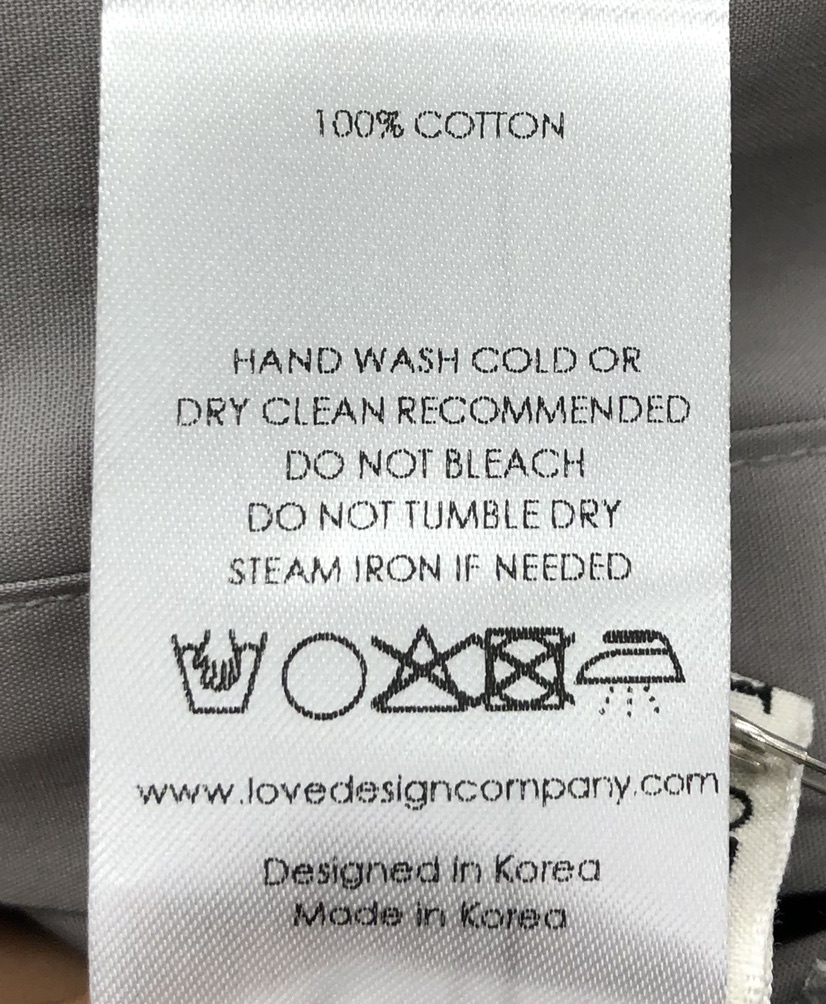 100% COTTON
HAND WASH COLD OR
DRY CLEAN RECOMMENDED
DO NOT BLEACH
DO NOT TUMBLE DRY
STEAM IRON IF NEEDED
www.lovedesigncompany.com
Designed in Korea
Made in Korea